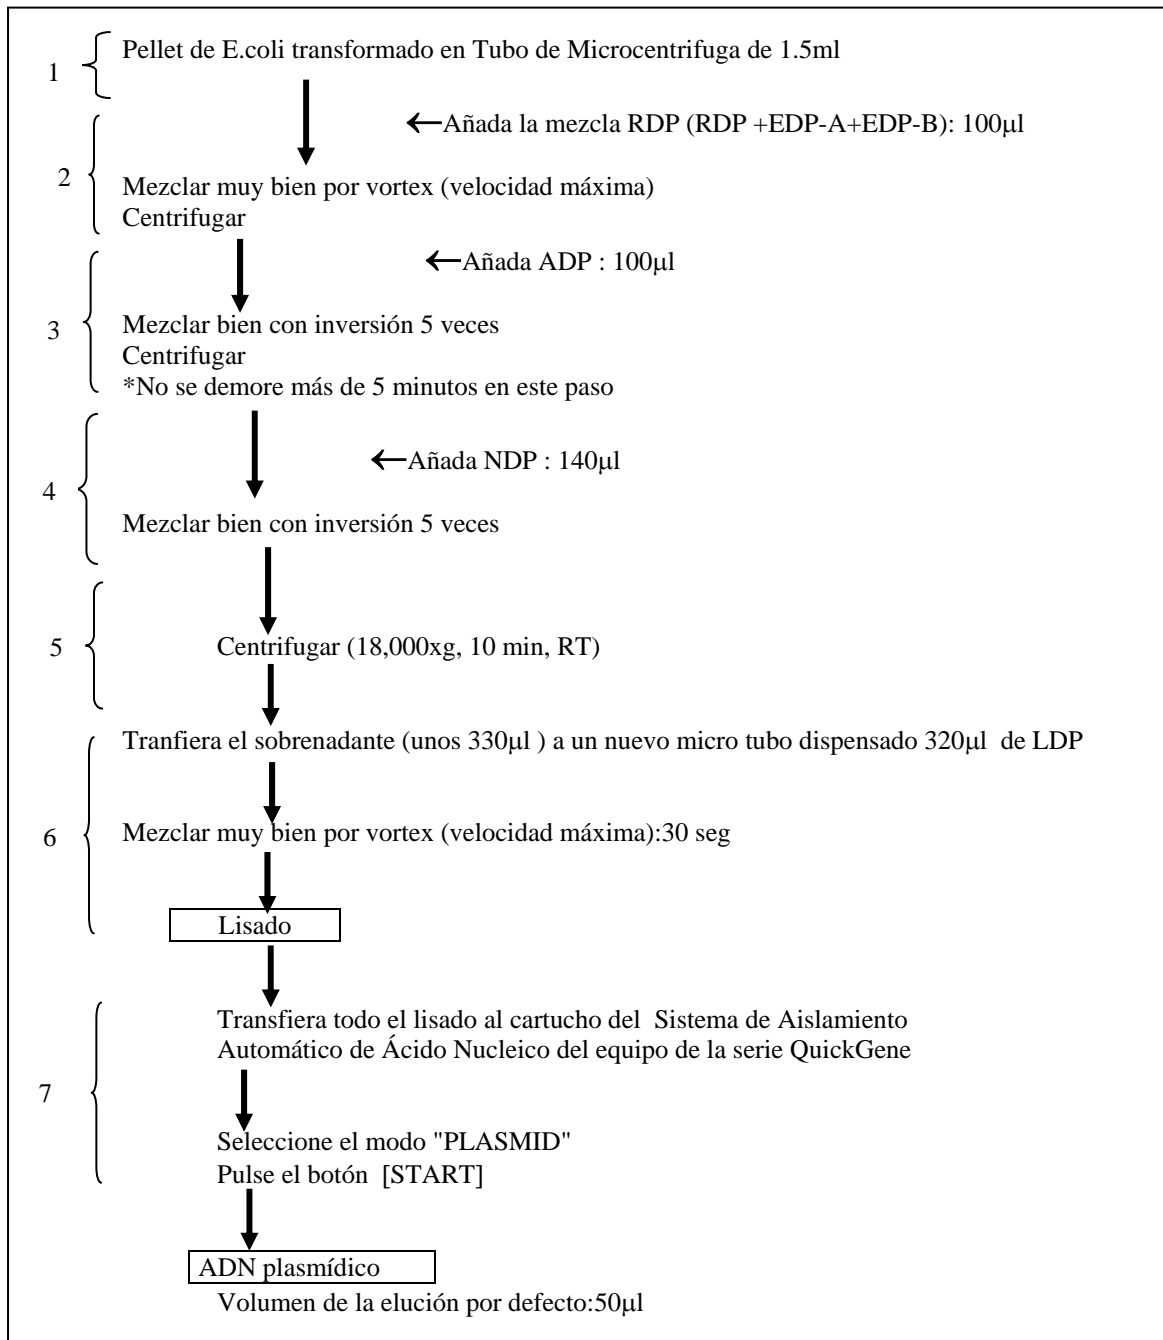 1
Pellet de E.coli transformado en Tubo de Microcentrifuga de 1.5ml
←Añada la mezcla RDP (RDP +EDP-A+EDP-B): 100µl
2
Mezclar muy bien por vortex (velocidad máxima)
Centrifugar
←Añada ADP : 100µl
3
Mezclar bien con inversión 5 veces
Centrifugar
*No se demore más de 5 minutos en este paso
←Añada NDP : 140µl
4
Mezclar bien con inversión 5 veces
5
Centrifugar (18,000xg, 10 min, RT)
Tranfiera el sobrenadante (unos 330µl ) a un nuevo micro tubo dispensado 320µl de LDP
6
Mezclar muy bien por vortex (velocidad máxima):30 seg
Lisado
Transfiera todo el lisado al cartucho del Sistema de Aislamiento
Automático de Ácido Nucleico del equipo de la serie QuickGene
7
Seleccione el modo "PLASMID"
Pulse el botón [START]
ADN plasmídico
Volumen de la elución por defecto:50µl